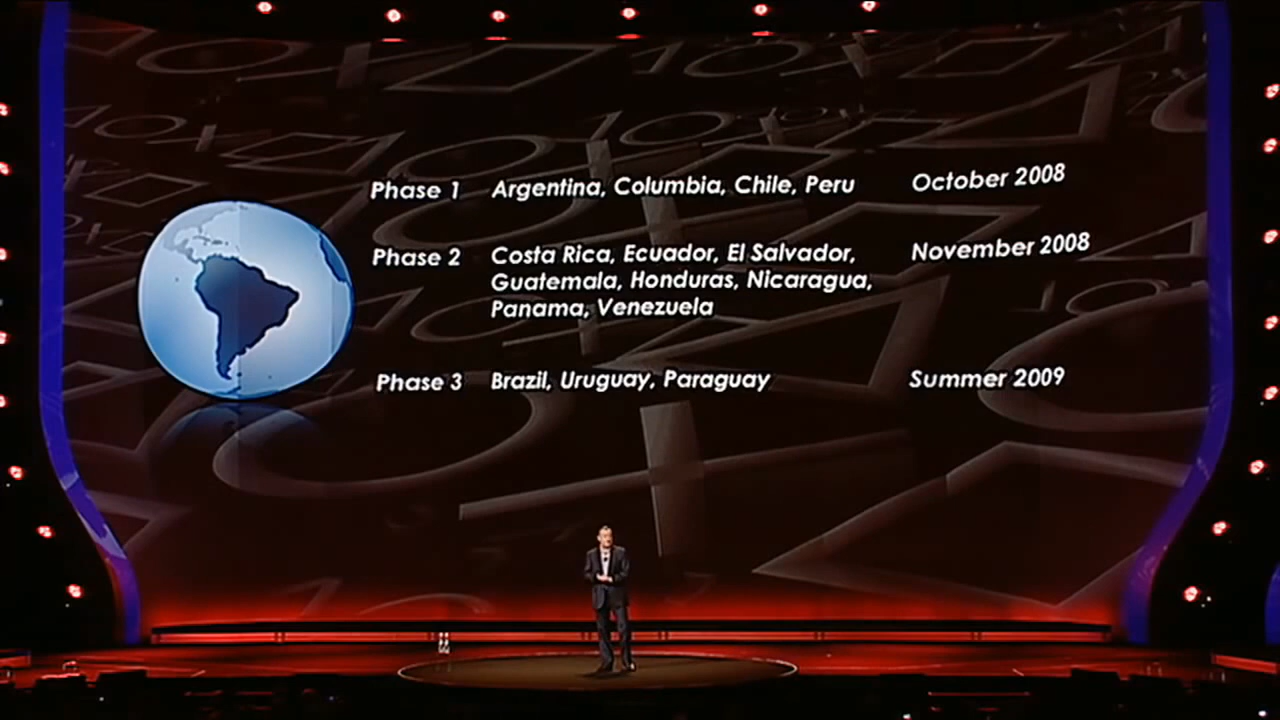 Phase 1 Argentina, Columbia, Chile, Peru October 2008
Phase 2 Costa Rica, Ecuador, El Salvador, November 2008
Guatemala, Honduras, Nicaragua,
Panama, Venezuela
Phase 3 Brazil, Uruguay, Paraguay Summer 2009